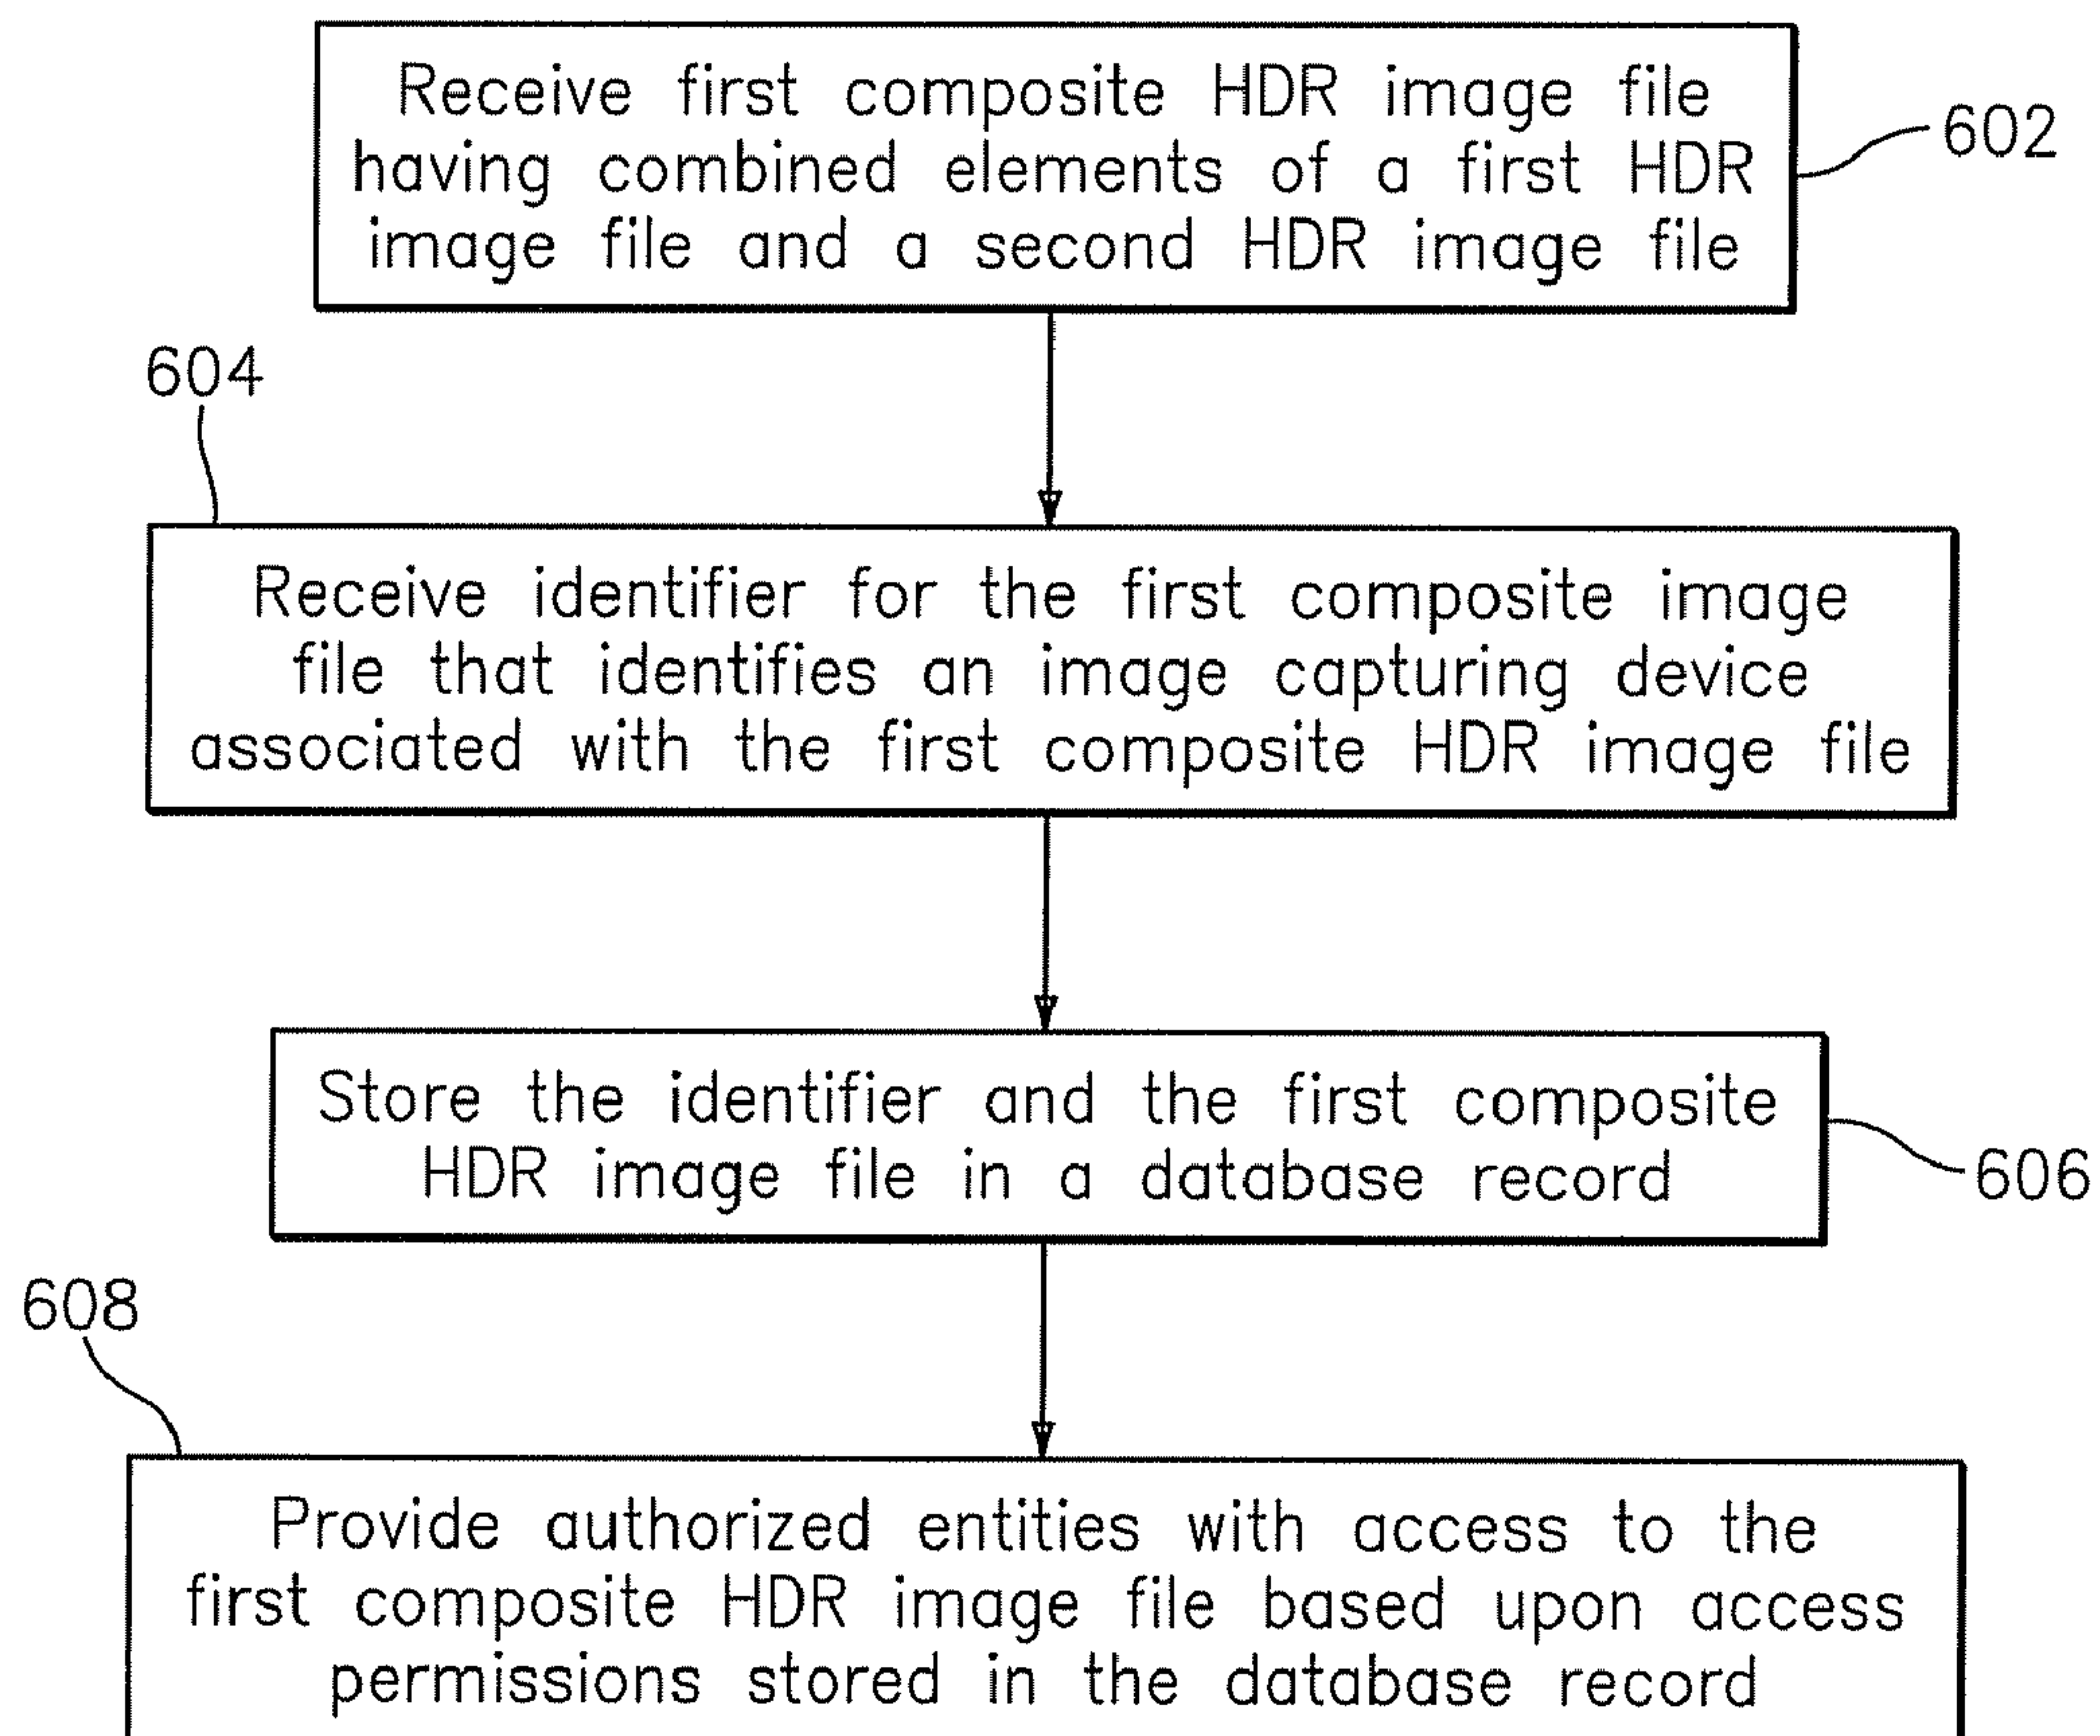 Receive first composite HDR image file
having combined elements of a first HDR
image file and a second HDR image file
602
604
Receive identifier for the first composite image
file that identifies an image capturing device
associated with the first composite HDR image file
Store the identifier and the first composite
HDR image file in a database record
606
608
Provide authorized entities with access to the
first composite HDR image file based upon access
permissions stored in the database record